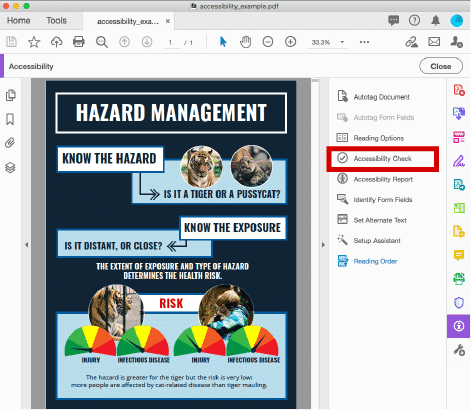 accessibility_example.pdf
Home
Tools
accessibility_exa...
1 / 1
33.3%
Accessibility
Close
HAZARD MANAGEMENT
KNOW THE HAZARD
IS IT A TIGER OR A PUSSYCAT?
KNOW THE EXPOSURE
IS IT DISTANT, OR CLOSE?
THE EXTENT OF EXPOSURE AND TYPE OF HAZARD
DETERMINES THE HEALTH RISK.
RISK
INJURY
INFECTIOUS DISEASE
INJURY
INFECTIOUS DISEASE
The hazard is greater for the tiger but the risk is very low:
more people are affected by cat-related disease than tiger mauling.
Autotag Document
Autotag Form Fields
Reading Options
Accessibility Check
Accessibility Report
Identify Form Fields
Set Alternate Text
Setup Assistant
Reading Order